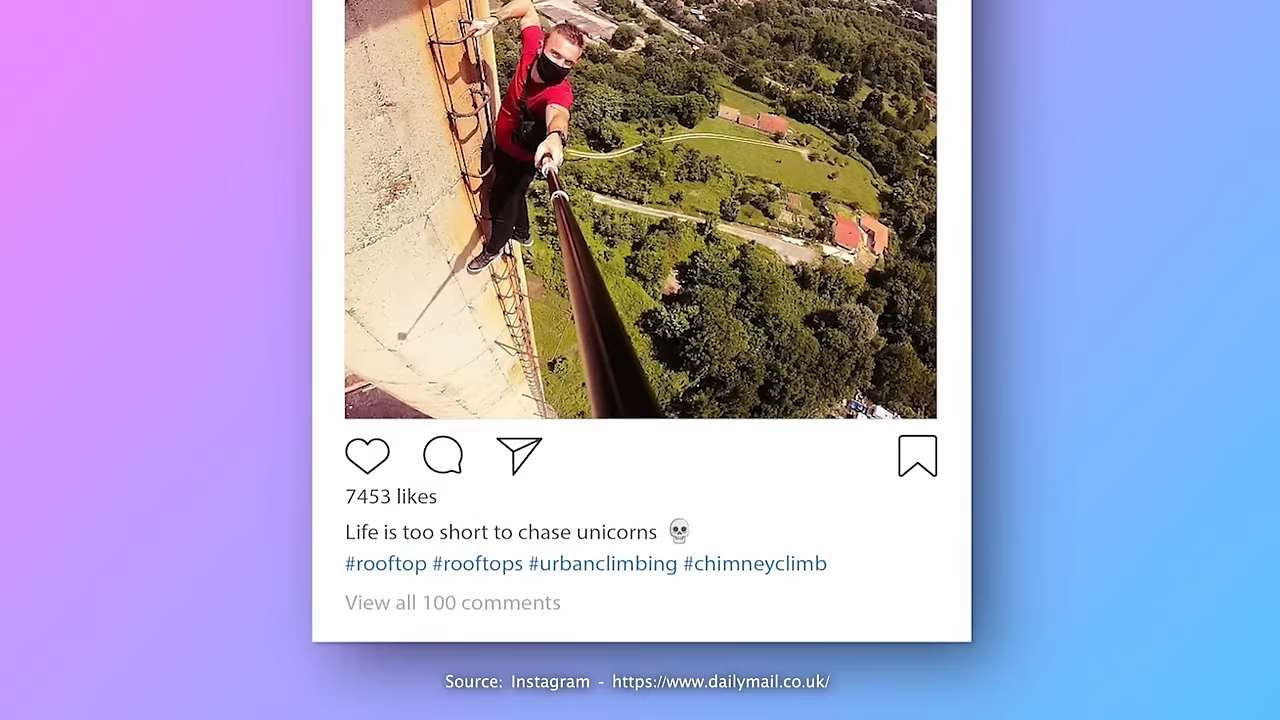 7453 likes
Life is too short to chase unicorns 💀
#rooftop #rooftops #urbanclimbing #chimneyclimb
View all 100 comments
Source: Instagram - https://www.dailymail.co.uk/